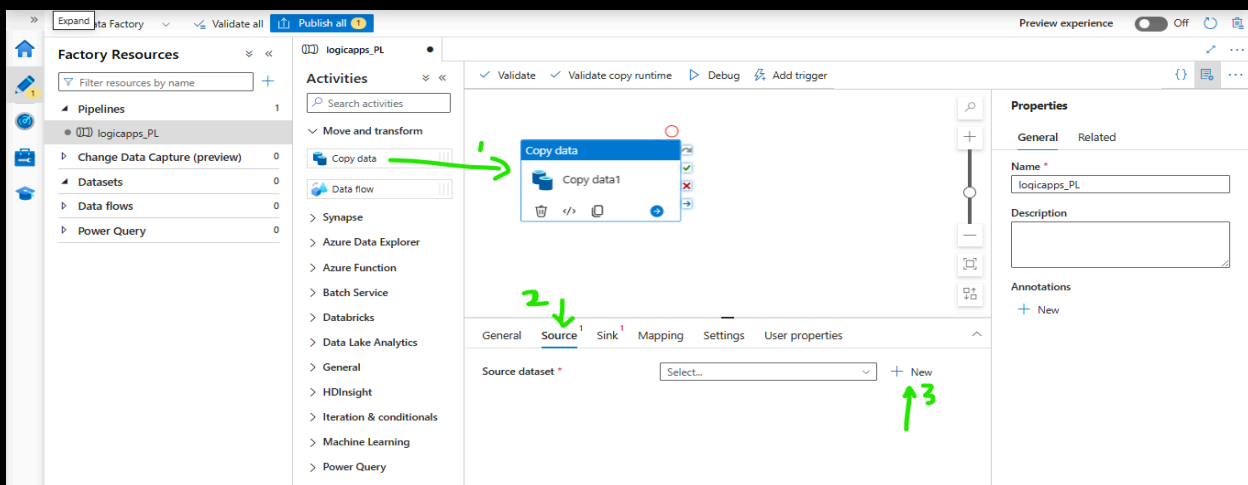 »
Expand
ata Factory
Validate all
Publish all 1
Preview experience
Off
1
Factory Resources
» «
Filter resources by name
Pipelines 1
logicapps_PL
Change Data Capture (preview) 0
Datasets 0
Data flows 0
Power Query 0
logicapps_PL
Activities
» «
Search activities
Move and transform
Copy data
Data flow
Synapse
Azure Data Explorer
Azure Function
Batch Service
Databricks
Data Lake Analytics
General
HDInsight
Iteration & conditionals
Machine Learning
Power Query
Validate
Validate copy runtime
Debug
Add trigger
{}
1
Copy data
Copy data1
</>
2
General Source 1 Sink 1 Mapping Settings User properties
Source dataset * Select... + New
3
Properties
General Related
Name *
logicapps_PL
Description
Annotations
+ New